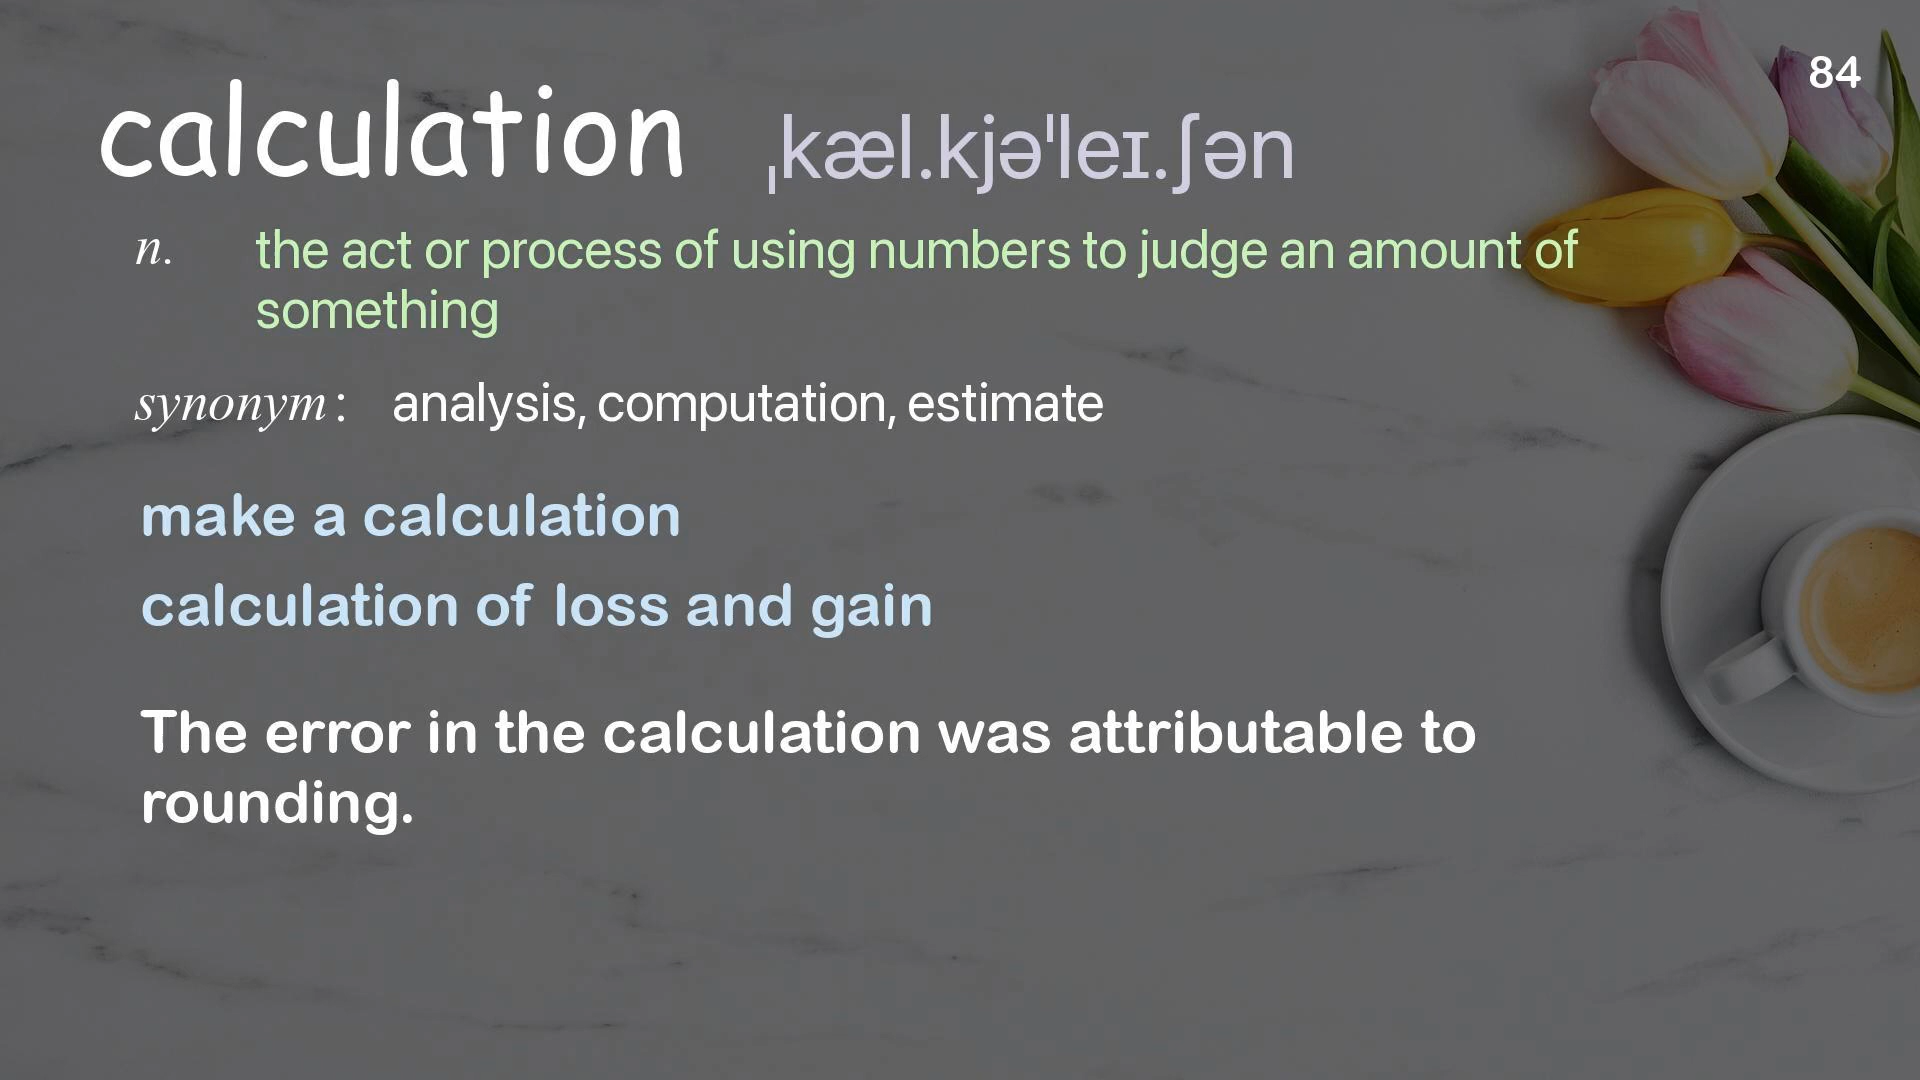 84
calculation ˌkæl.kjəˈleɪ.ʃən
n. the act or process of using numbers to judge an amount of
something
synonym: analysis, computation, estimate
make a calculation
calculation of loss and gain
The error in the calculation was attributable to
rounding.